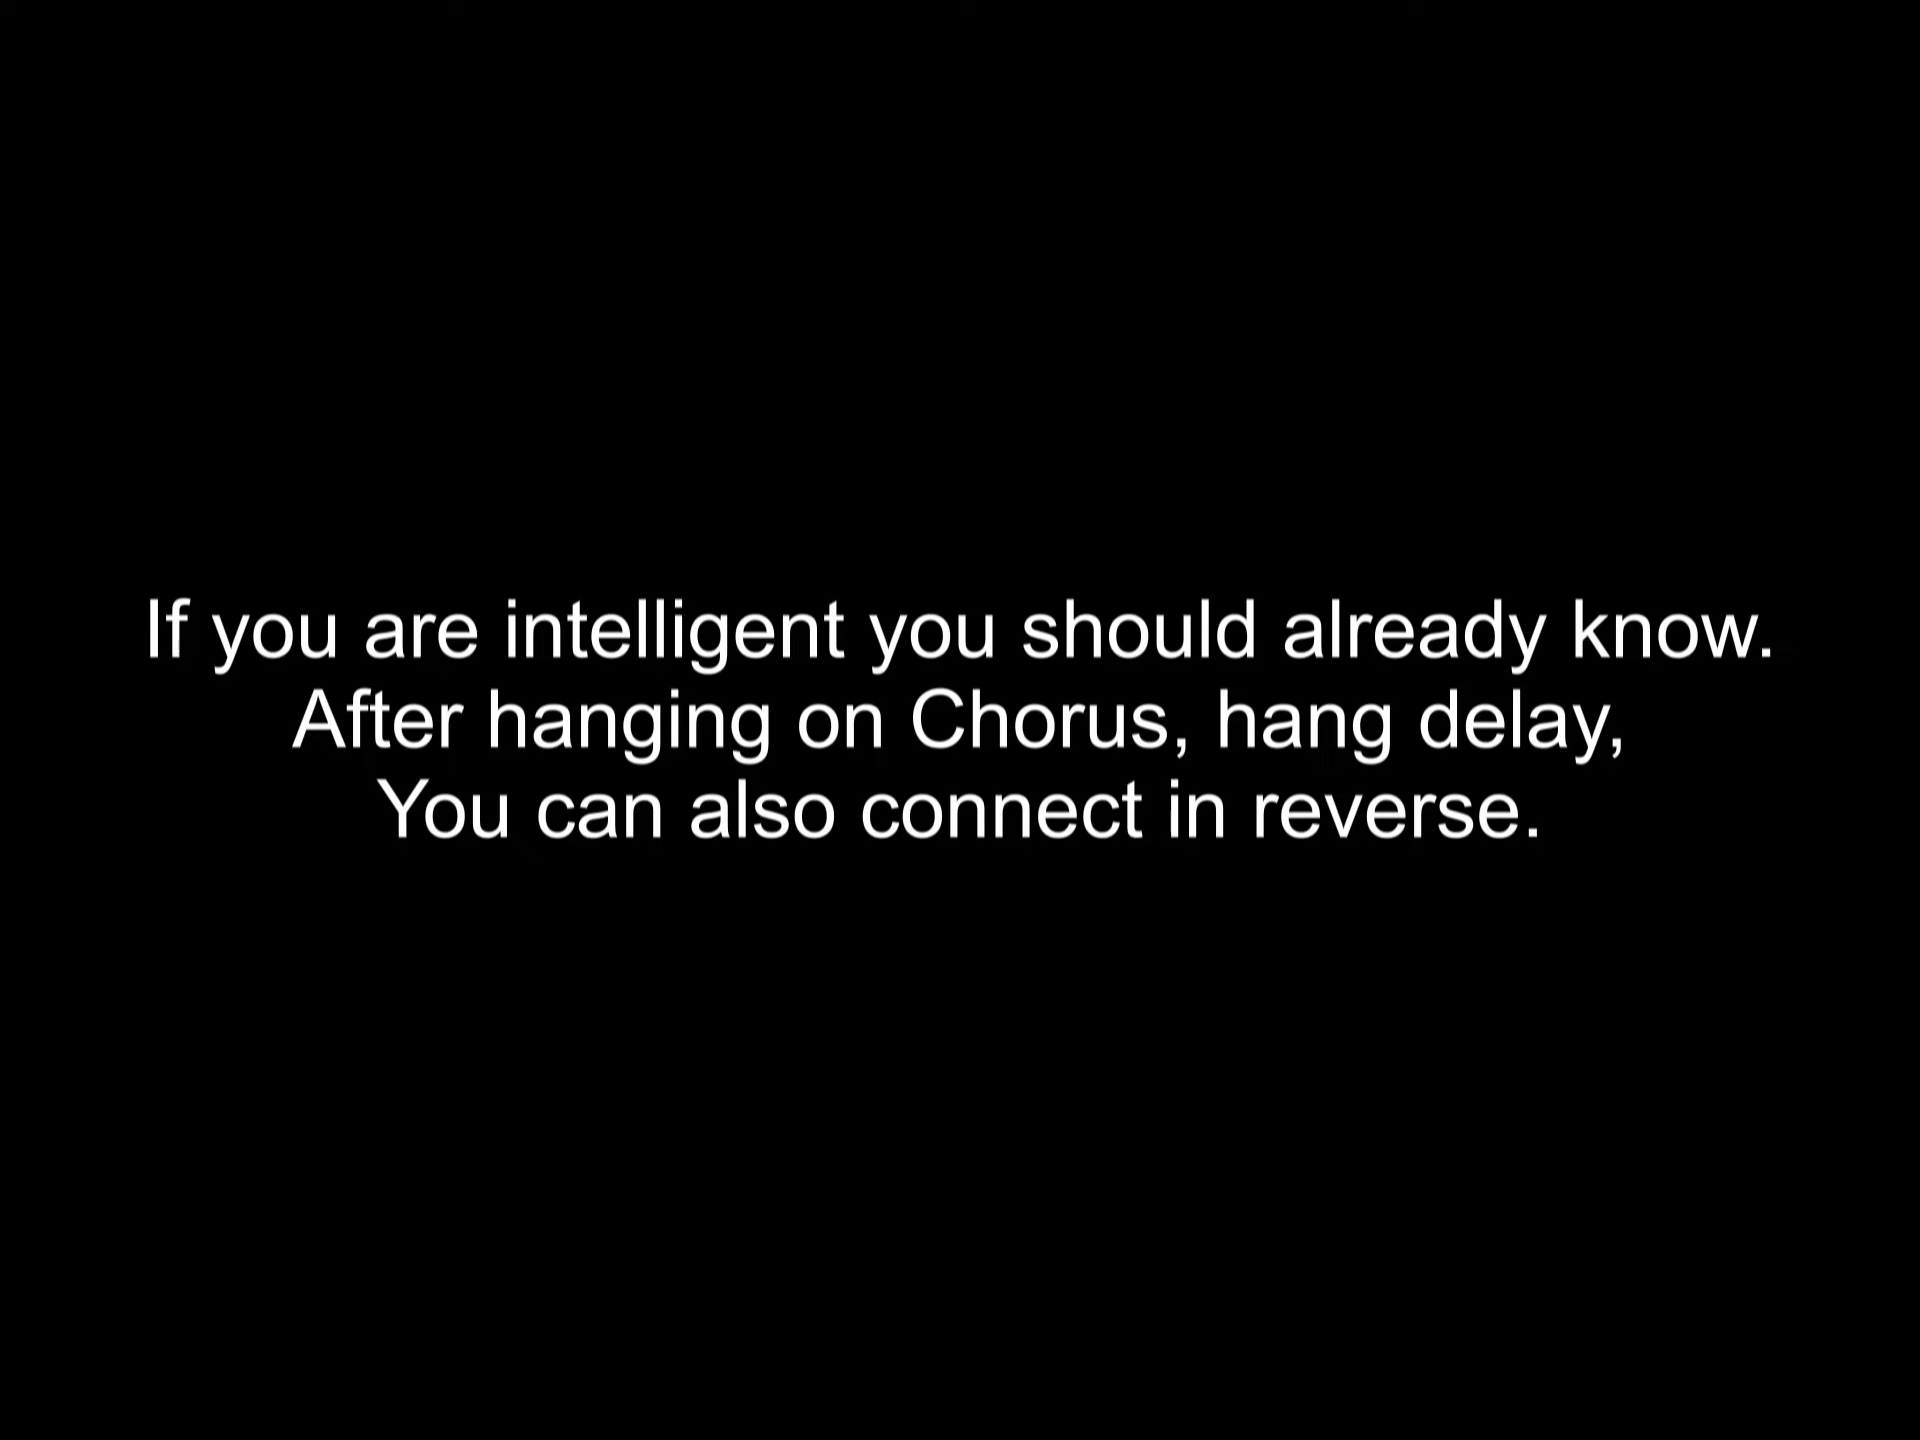 If you are intelligent you should already know.
After hanging on Chorus, hang delay,
You can also connect in reverse.